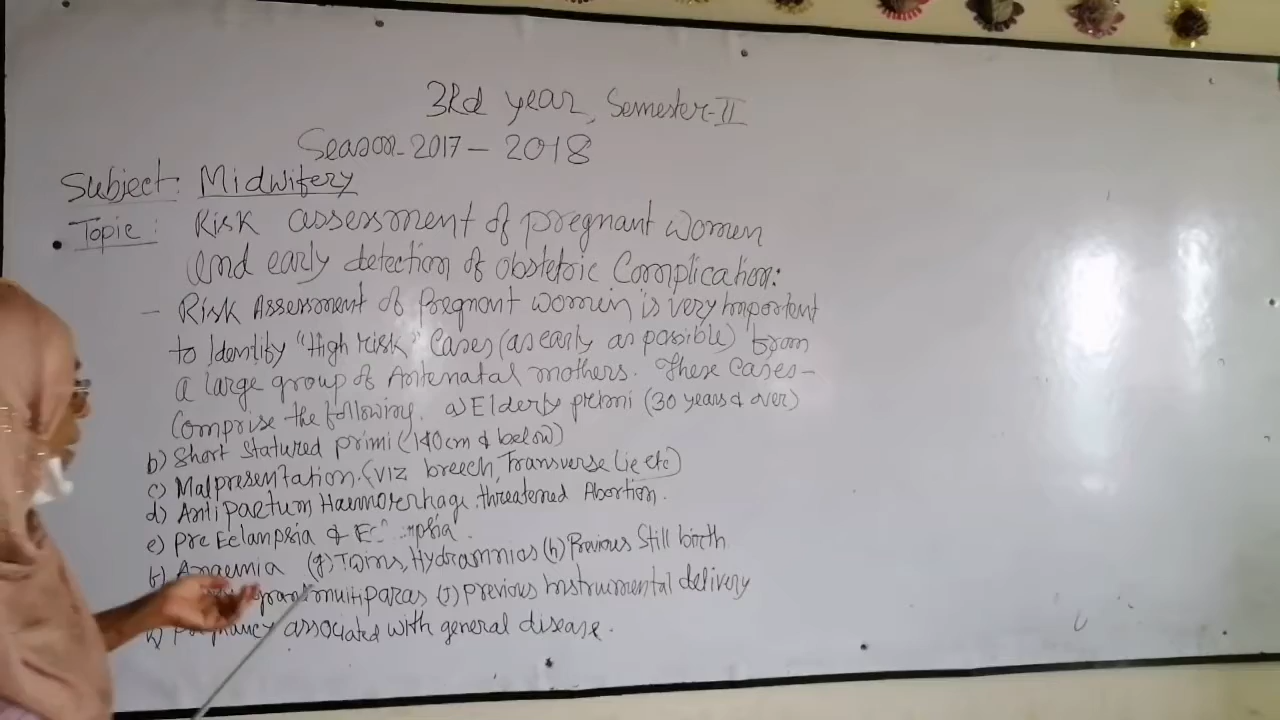 3rd year, Semester-II
Season-2017-2018
Subject: Midwifery
Topic: Risk assessment of pregnant women
and early detection of obstetric Complication:
- Risk Assessment of Pregnant women is very Important
to Identify "High risk" Cases (as early as possible) from
a large group of Antenatal mothers. These Cases-
Comprise the following. a) Elderly primi (30 years & over)
b) Short Statured primi (140cm & below)
c) Malpresentation. (viz breech, Transverse Lie etc)
d) Antipartum Haemorrhage. threatened Abortion.
e) Pre Eclampsia &
f) Anaemia (g) Twins, Hydramnios (h) Previous Still birth
multiparas (J) previous Instrumental delivery
Pregnancy associated with general disease.